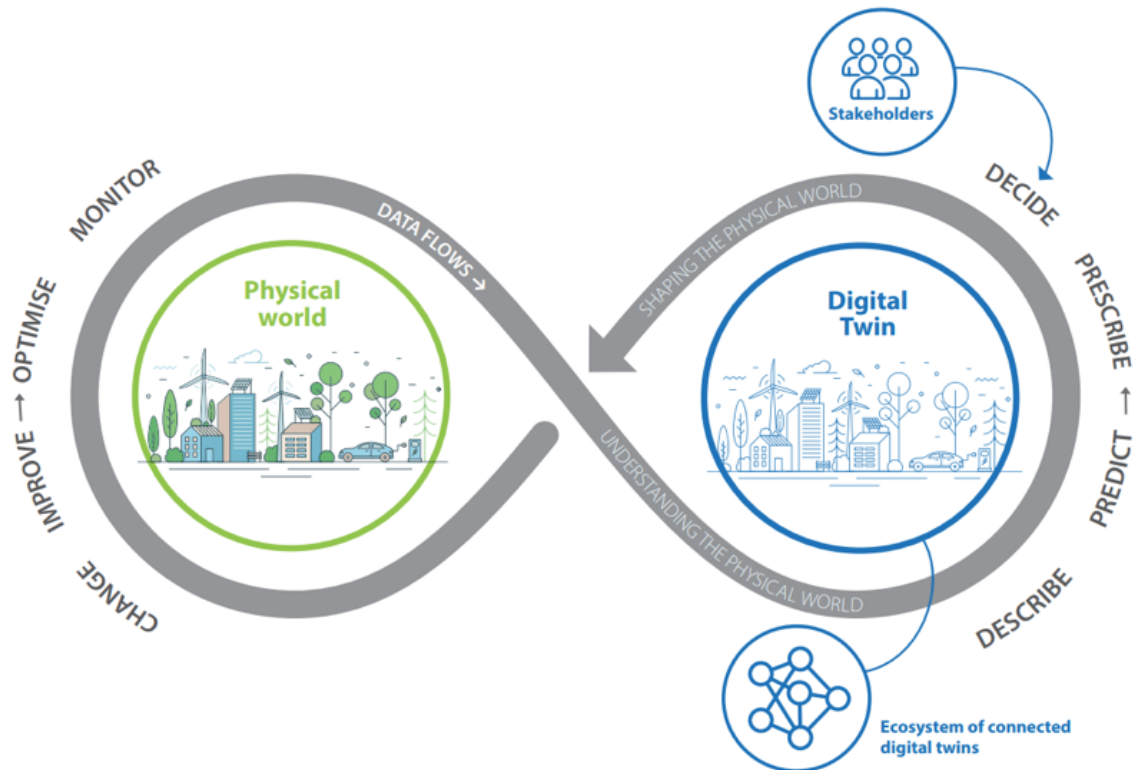 Stakeholders
MONITOR
DATA FLOWS →
SHAPING THE PHYSICAL WORLD
DECIDE
Physical
world
Digital
Twin
IMPROVE → OPTIMISE
PREDICT → PRESCRIBE
UNDERSTANDING THE PHYSICAL WORLD
CHANGE
DESCRIBE
Ecosystem of connected
digital twins